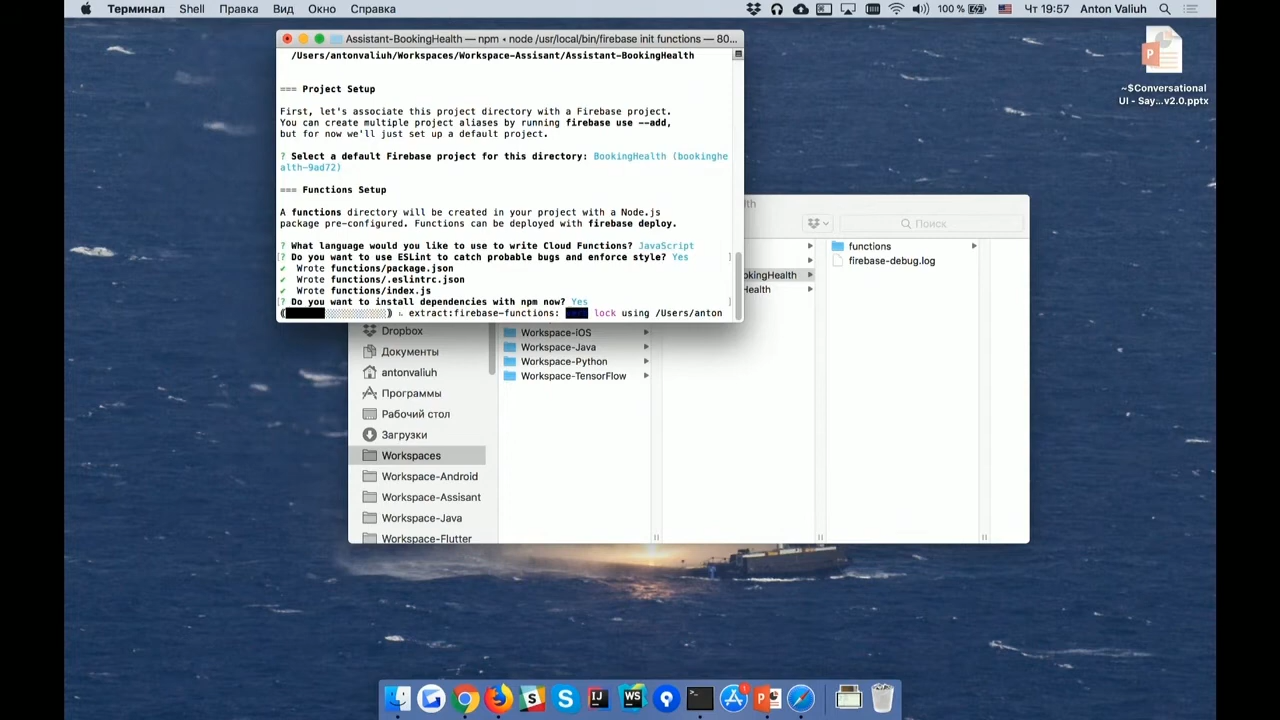 Терминал Shell Правка Вид Окно Справка 100 % Чт 19:57 Anton Valiuh
Assistant-BookingHealth — npm • node /usr/local/bin/firebase init functions — 80...
/Users/antonvaliuh/Workspaces/Workspace-Assisant/Assistant-BookingHealth
=== Project Setup
First, let's associate this project directory with a Firebase project.
You can create multiple project aliases by running firebase use --add,
but for now we'll just set up a default project.
? Select a default Firebase project for this directory: BookingHealth (bookinghe
alth-9ad72)
=== Functions Setup
A functions directory will be created in your project with a Node.js
package pre-configured. Functions can be deployed with firebase deploy.
? What language would you like to use to write Cloud Functions? JavaScript
[? Do you want to use ESLint to catch probable bugs and enforce style? Yes ]
✔ Wrote functions/package.json
✔ Wrote functions/.eslintrc.json
✔ Wrote functions/index.js
[? Do you want to install dependencies with npm now? Yes ]
extract:firebase-functions: lock using /Users/anton
~$Conversational
UI - Say...v2.0.pptx
lth
Поиск
okingHealth
Health
functions
firebase-debug.log
Dropbox
Документы
antonvaliuh
Программы
Рабочий стол
Загрузки
Workspaces
Workspace-Android
Workspace-Assisant
Workspace-Java
Workspace-Flutter
Workspace-iOS
Workspace-Java
Workspace-Python
Workspace-TensorFlow